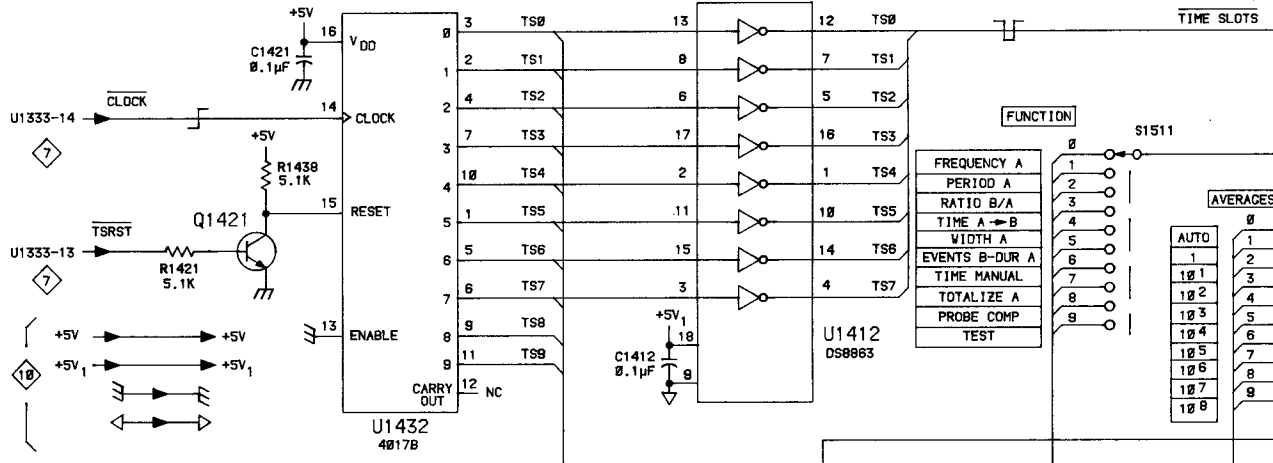 +5V
C1421
0.1µF
16
V DD
U1333-14
CLOCK
14
CLOCK
7
+5V
R1438
5.1K
15
RESET
Q1421
U1333-13
TSRST
R1421
5.1K
7
10
+5V
+5V
+5V1
+5V1
13
ENABLE
0
1
2
3
4
5
6
7
8
9
CARRY OUT
12
NC
U1432
4017B
3 TS0
2 TS1
4 TS2
7 TS3
10 TS4
1 TS5
5 TS6
6 TS7
9 TS8
11 TS9
13
8
6
17
2
11
15
3
+5V1
18
C1412
0.1µF
9
12 TS0
7 TS1
5 TS2
16 TS3
1 TS4
10 TS5
14 TS6
4 TS7
U1412
DS8863
TIME SLOTS
FUNCTION
S1511
FREQUENCY A
PERIOD A
RATIO B/A
TIME A → B
WIDTH A
EVENTS B-DUR A
TIME MANUAL
TOTALIZE A
PROBE COMP
TEST
0
1
2
3
4
5
6
7
8
9
AVERAGES
AUTO
1
10 1
10 2
10 3
10 4
10 5
10 6
10 7
10 8
0
1
2
3
4
5
6
7
8
9